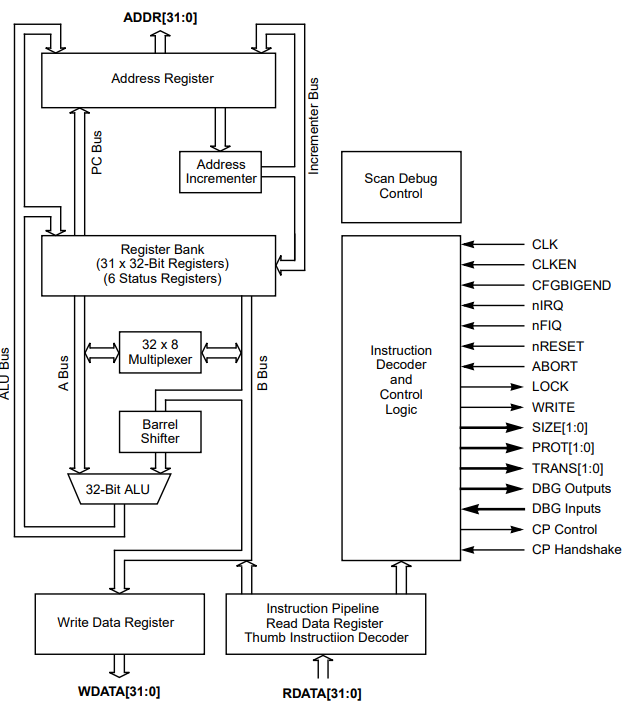 ADDR[31:0]
Address Register
PC Bus
Incrementer Bus
Address
Incrementer
Scan Debug
Control
Register Bank
(31 x 32-Bit Registers)
(6 Status Registers)
ALU Bus
A Bus
32 x 8
Multiplexer
B Bus
Barrel
Shifter
32-Bit ALU
Instruction
Decoder
and
Control
Logic
CLK
CLKEN
CFGBIGEND
nIRQ
nFIQ
nRESET
ABORT
LOCK
WRITE
SIZE[1:0]
PROT[1:0]
TRANS[1:0]
DBG Outputs
DBG Inputs
CP Control
CP Handshake
Write Data Register
Instruction Pipeline
Read Data Register
Thumb Instructiion Decoder
WDATA[31:0]
RDATA[31:0]